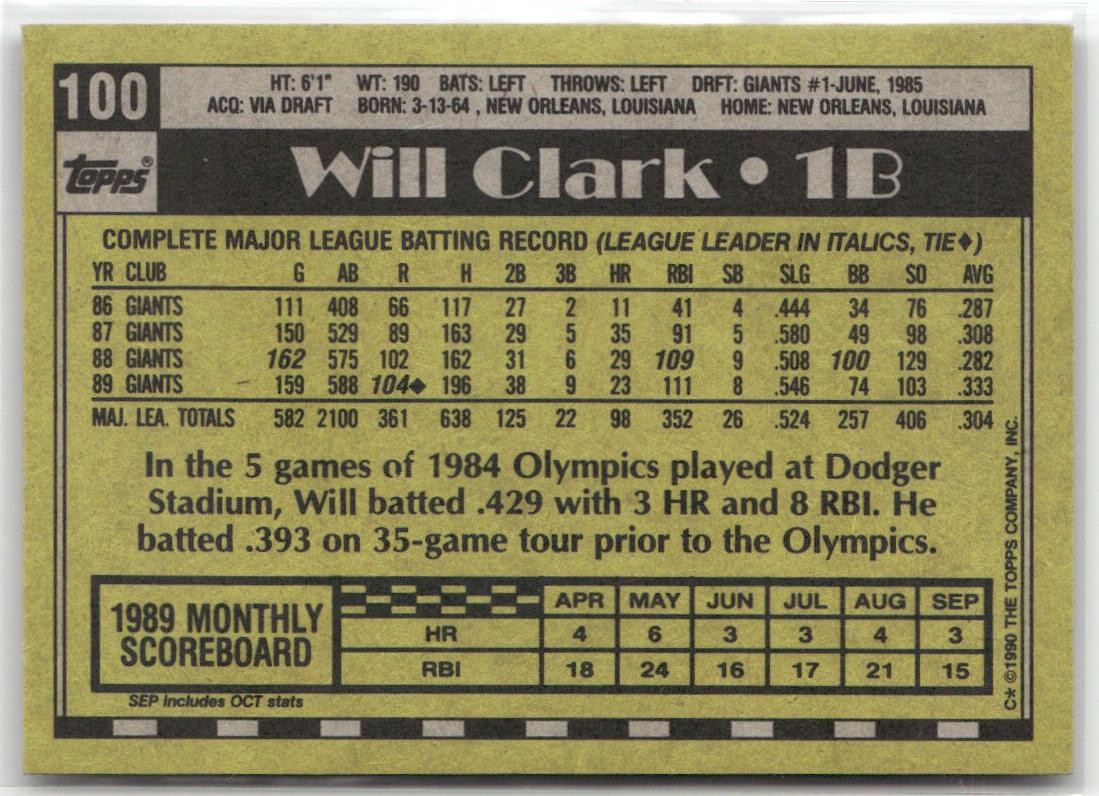 100
HT: 6'1" WT: 190 BATS: LEFT THROWS: LEFT DRFT: GIANTS #1-JUNE, 1985
ACQ: VIA DRAFT BORN: 3-13-64 , NEW ORLEANS, LOUISIANA HOME: NEW ORLEANS, LOUISIANA
topps®
Will Clark • 1B
COMPLETE MAJOR LEAGUE BATTING RECORD (LEAGUE LEADER IN ITALICS, TIE♦)
YR CLUB G AB R H 2B 3B HR RBI SB SLG BB SO AVG
86 GIANTS 111 408 66 117 27 2 11 41 4 .444 34 76 .287
87 GIANTS 150 529 89 163 29 5 35 91 5 .580 49 98 .308
88 GIANTS 162 575 102 162 31 6 29 109 9 .508 100 129 .282
89 GIANTS 159 588 104♦ 196 38 9 23 111 8 .546 74 103 .333
MAJ. LEA. TOTALS 582 2100 361 638 125 22 98 352 26 .524 257 406 .304
In the 5 games of 1984 Olympics played at Dodger
Stadium, Will batted .429 with 3 HR and 8 RBI. He
batted .393 on 35-game tour prior to the Olympics.
1989 MONTHLY
SCOREBOARD
APR MAY JUN JUL AUG SEP
HR 4 6 3 3 4 3
RBI 18 24 16 17 21 15
SEP includes OCT stats
C* ©1990 THE TOPPS COMPANY, INC.